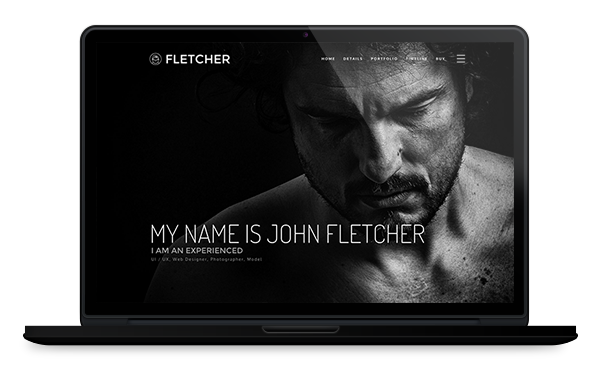 FLETCHER
HOME DETAILS PORTFOLIO TIMELINE BUY
MY NAME IS JOHN FLETCHER
I AM AN EXPERIENCED
UI / UX, Web Designer, Photographer, Model